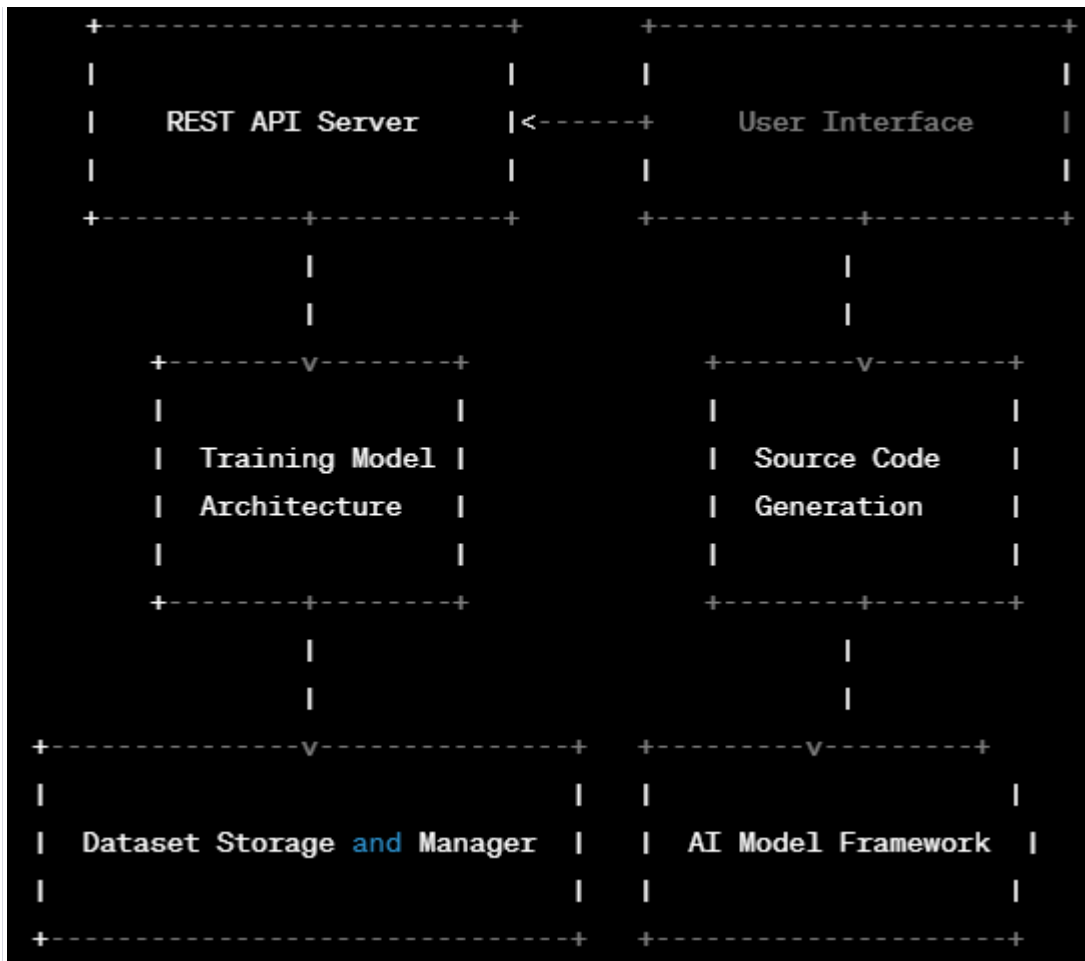 REST API Server
User Interface
Training Model
Architecture
Source Code
Generation
Dataset Storage and Manager
AI Model Framework